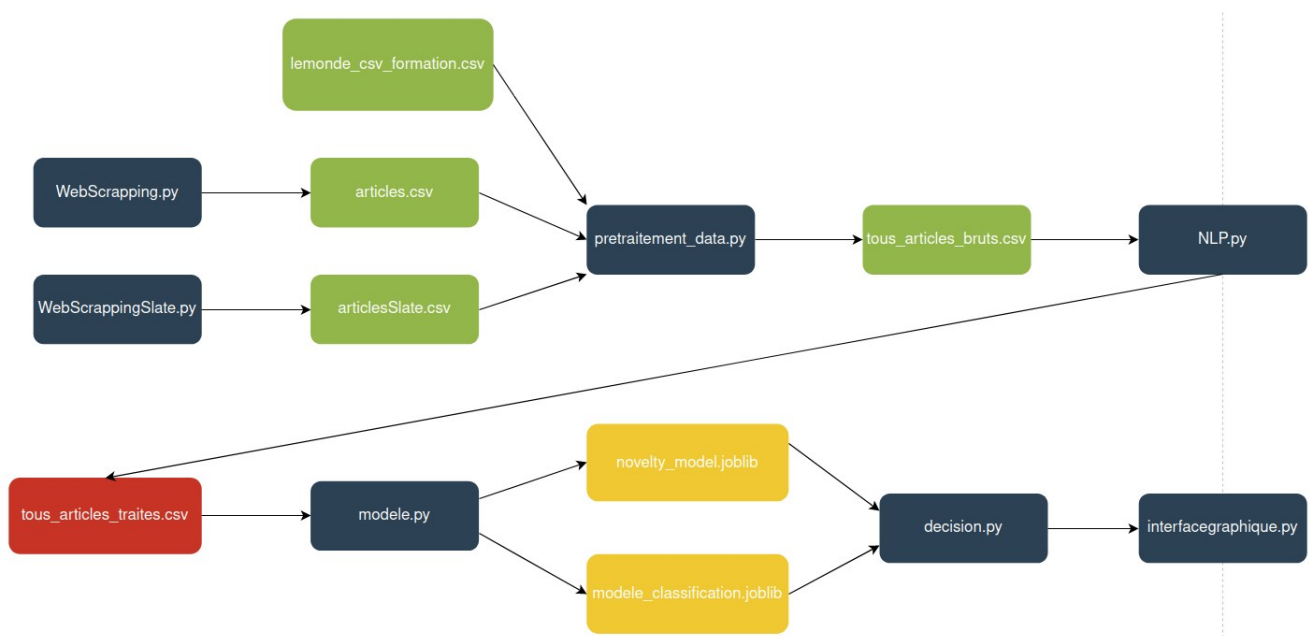 lemonde_csv_formation.csv
WebScrapping.py
articles.csv
pretraitement_data.py
tous_articles_bruts.csv
NLP.py
WebScrappingSlate.py
articlesSlate.csv
novelty_model.joblib
tous_articles_traites.csv
modele.py
decision.py
interfacegraphique.py
modele_classification.joblib